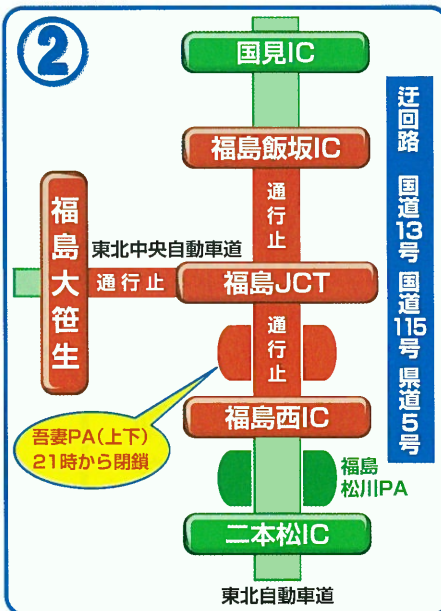 ②
国見IC
福島飯坂IC
通行止
福島大笹生
東北中央自動車道
通行止
福島JCT
通行止
吾妻PA(上下)
21時から閉鎖
福島西IC
福島
松川PA
二本松IC
東北自動車道
迂回路 国道13号 国道115号 県道5号